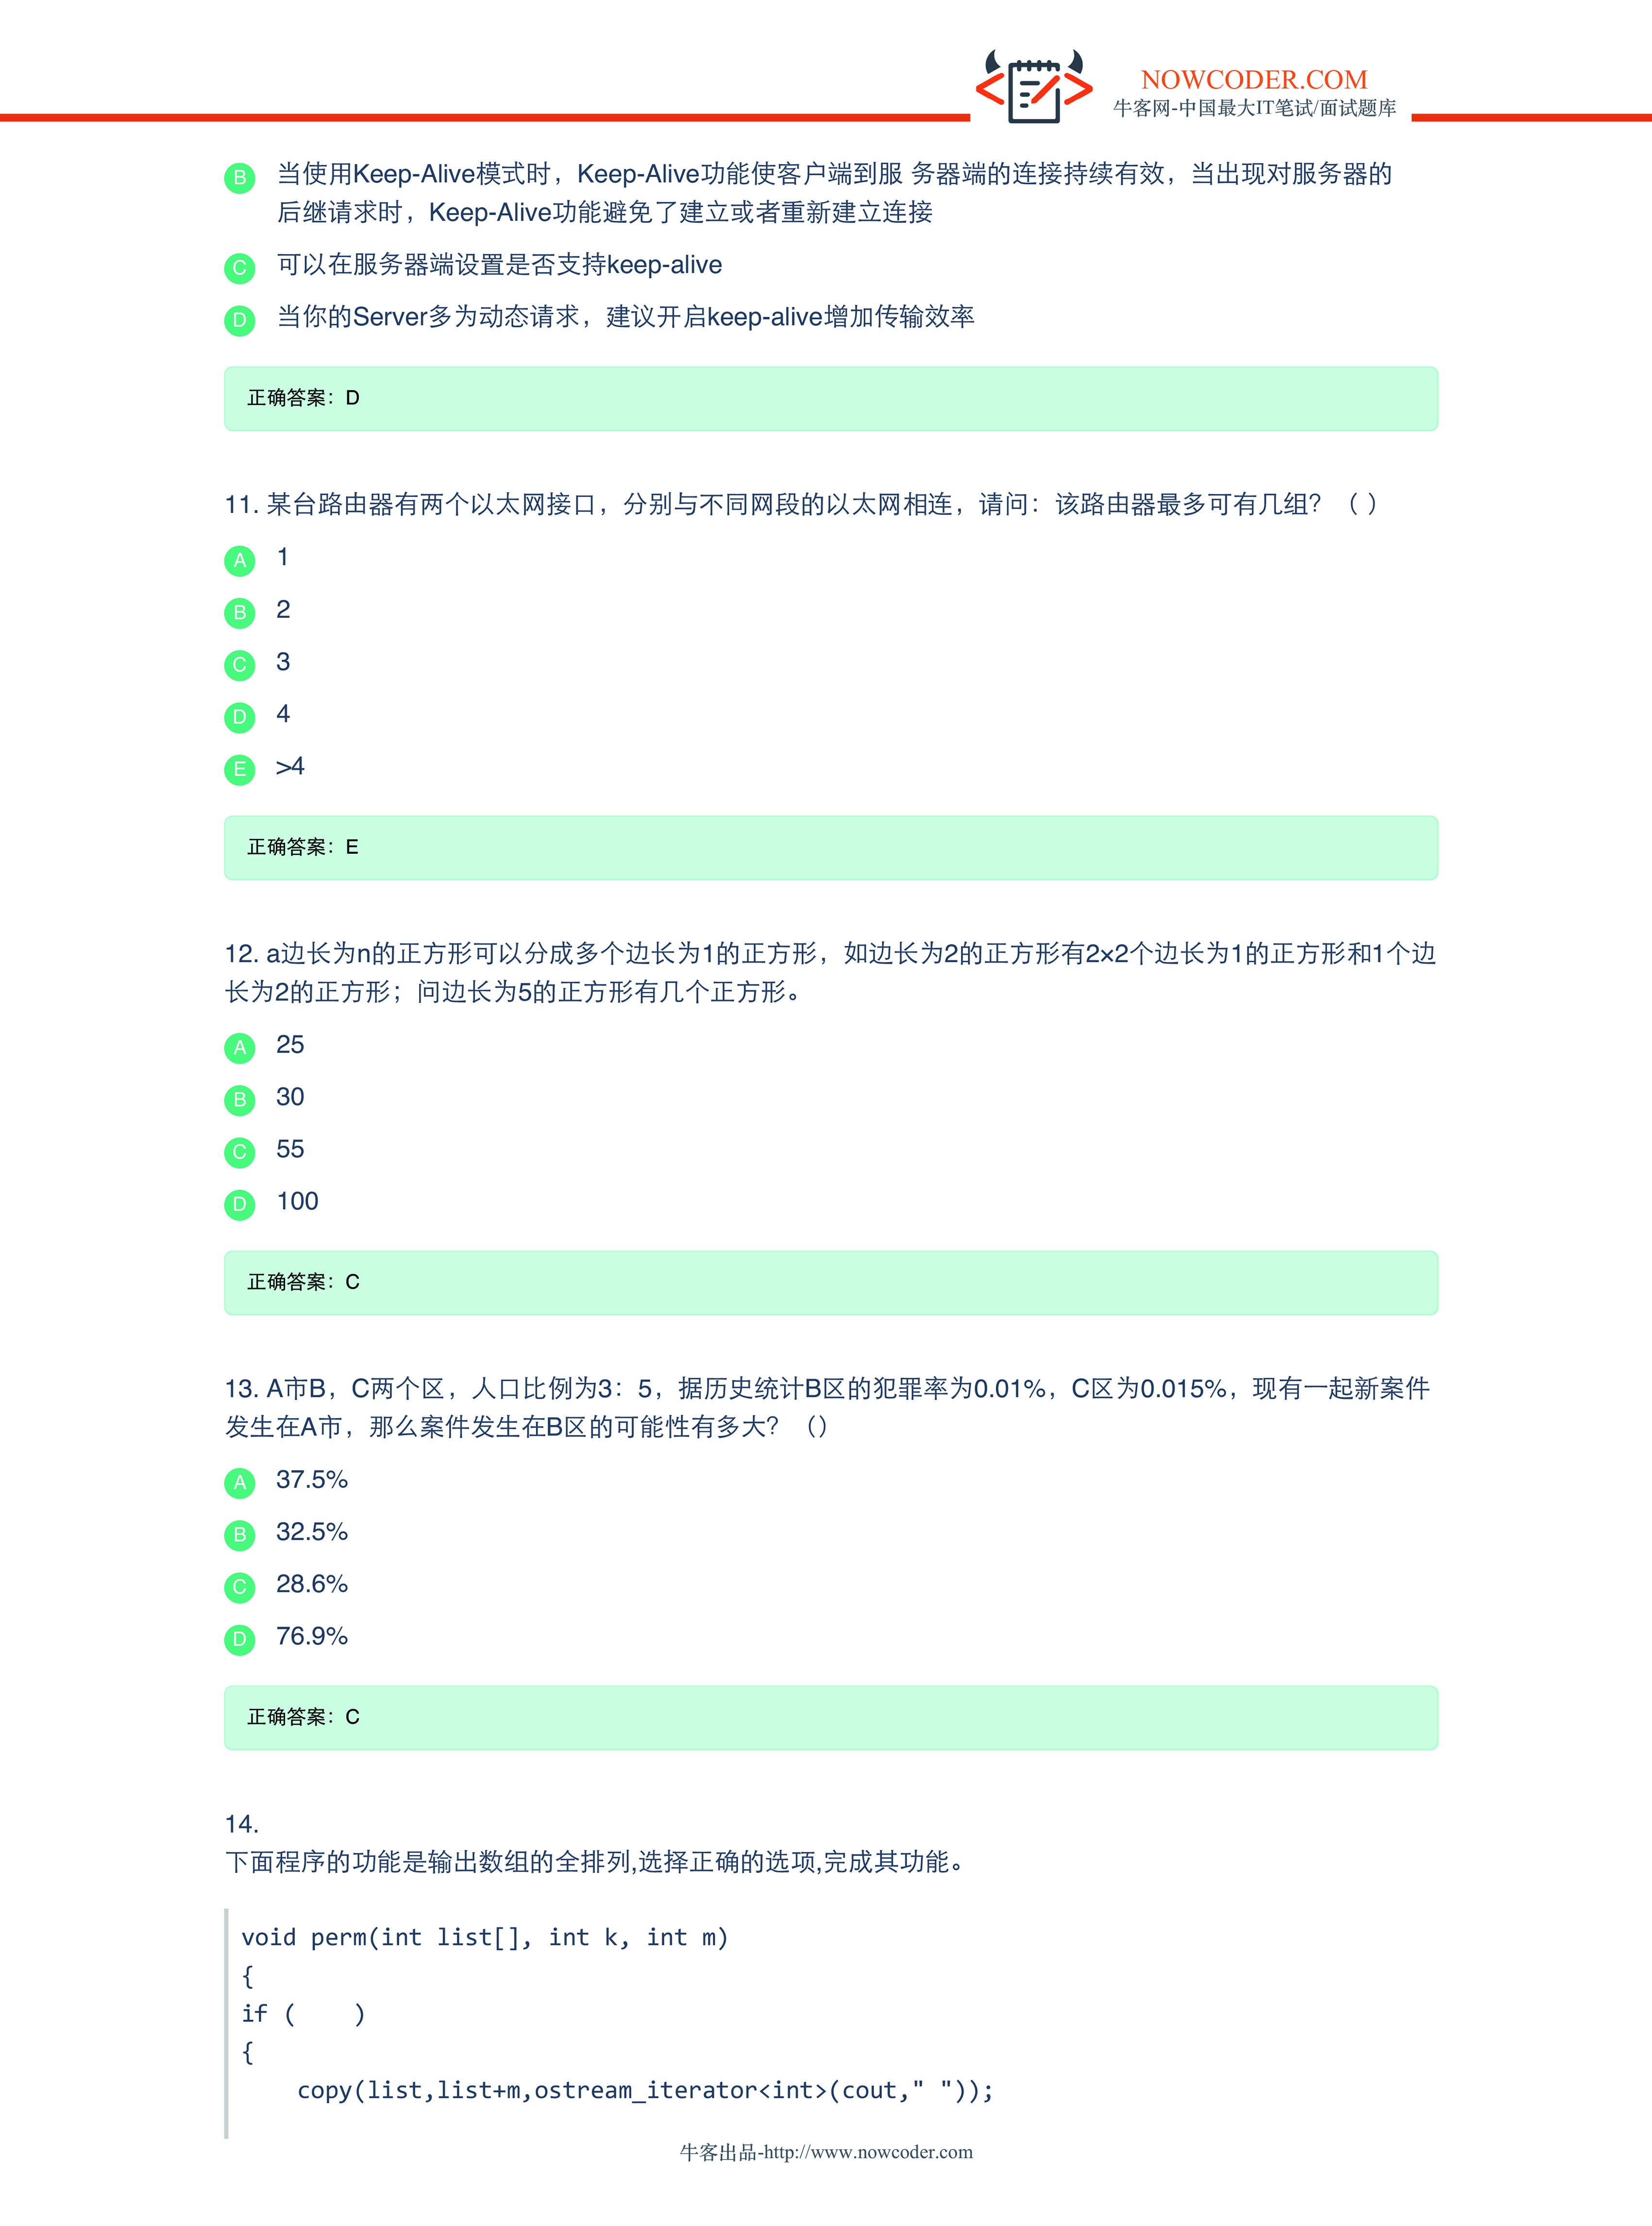 NOWCODER.COM
牛客网-中国最大IT笔试/面试题库
B 当使用Keep-Alive模式时，Keep-Alive功能使客户端到服 务器端的连接持续有效，当出现对服务器的
后继请求时，Keep-Alive功能避免了建立或者重新建立连接
C 可以在服务器端设置是否支持keep-alive
D 当你的Server多为动态请求，建议开启keep-alive增加传输效率
正确答案：D
11. 某台路由器有两个以太网接口，分别与不同网段的以太网相连，请问：该路由器最多可有几组？（ ）
A 1
B 2
C 3
D 4
E >4
正确答案：E
12. a边长为n的正方形可以分成多个边长为1的正方形，如边长为2的正方形有2×2个边长为1的正方形和1个边
长为2的正方形；问边长为5的正方形有几个正方形。
A 25
B 30
C 55
D 100
正确答案：C
13. A市B，C两个区，人口比例为3：5，据历史统计B区的犯罪率为0.01%，C区为0.015%，现有一起新案件
发生在A市，那么案件发生在B区的可能性有多大？（）
A 37.5%
B 32.5%
C 28.6%
D 76.9%
正确答案：C
14.
下面程序的功能是输出数组的全排列,选择正确的选项,完成其功能。
void perm(int list[], int k, int m)
{
if (    )
{
    copy(list,list+m,ostream_iterator<int>(cout," "));
牛客出品-http://www.nowcoder.com